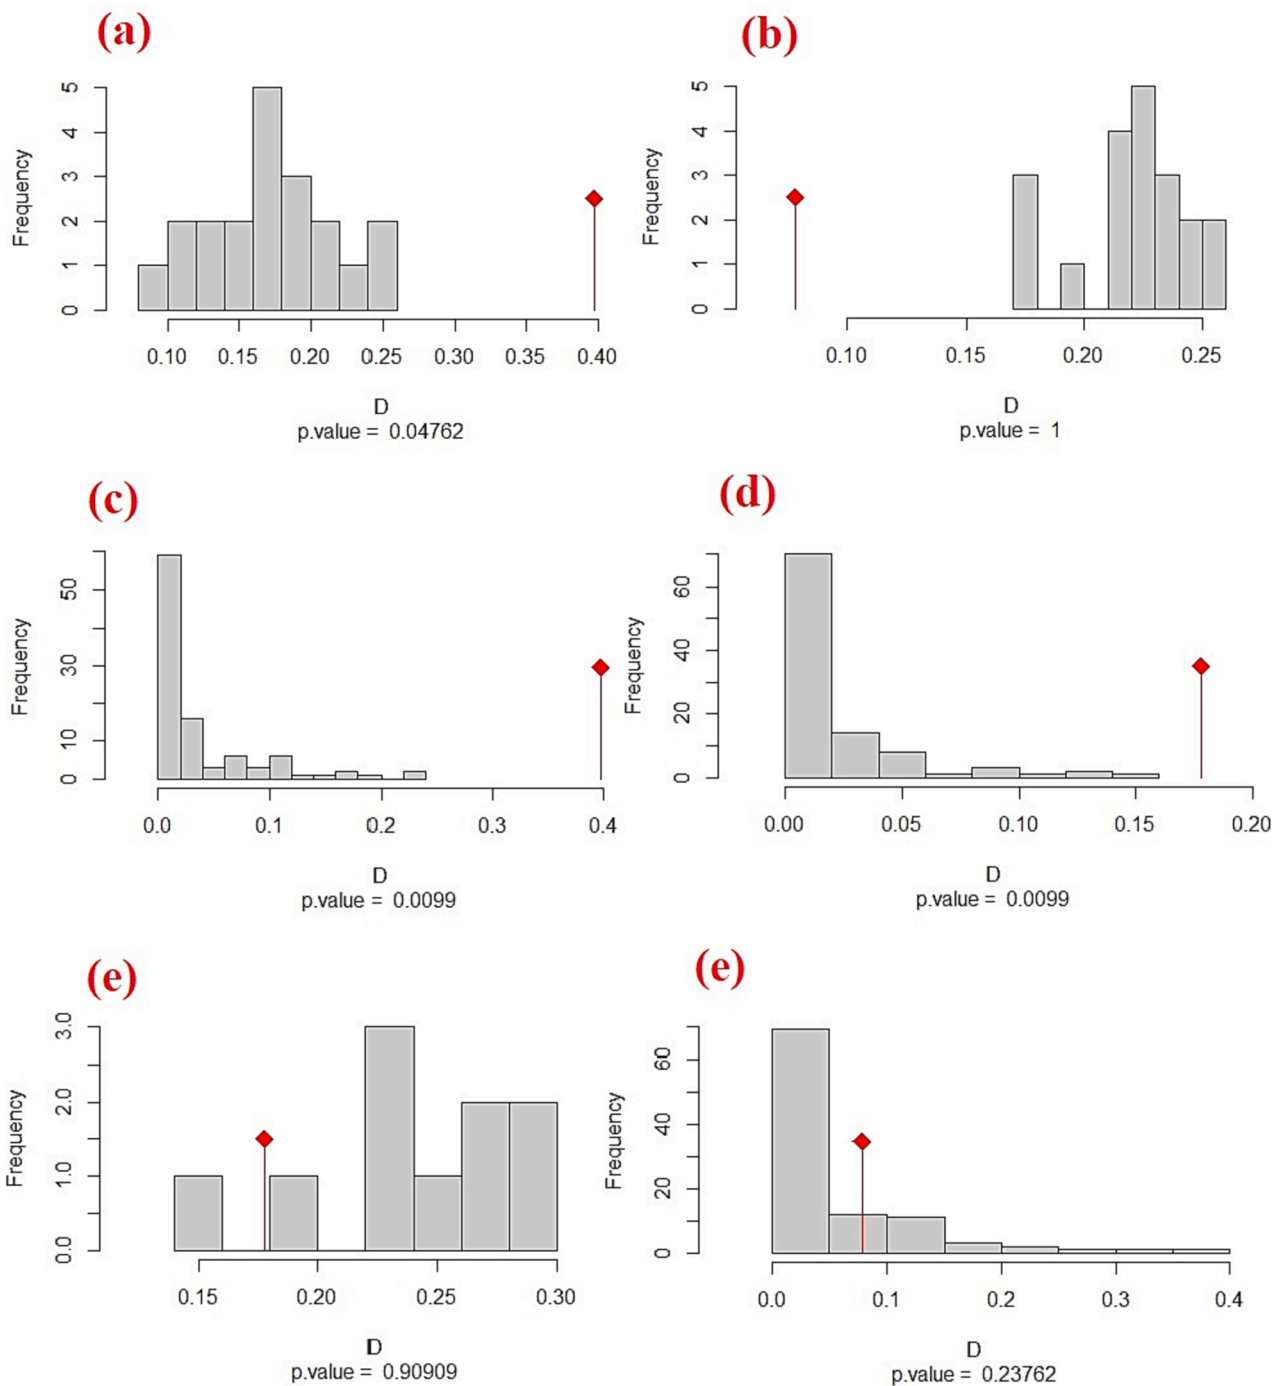 (a)
5
4
3
2
1
0
Frequency
0.10 0.15 0.20 0.25 0.30 0.35 0.40
D
p.value = 0.04762
(b)
5
4
3
2
1
0
Frequency
0.10 0.15 0.20 0.25
D
p.value = 1
(c)
50
30
10
0
Frequency
0.0 0.1 0.2 0.3 0.4
D
p.value = 0.0099
(d)
60
40
20
0
Frequency
0.00 0.05 0.10 0.15 0.20
D
p.value = 0.0099
(e)
3.0
2.0
1.0
0.0
Frequency
0.15 0.20 0.25 0.30
D
p.value = 0.90909
(e)
60
40
20
0
Frequency
0.0 0.1 0.2 0.3 0.4
D
p.value = 0.23762